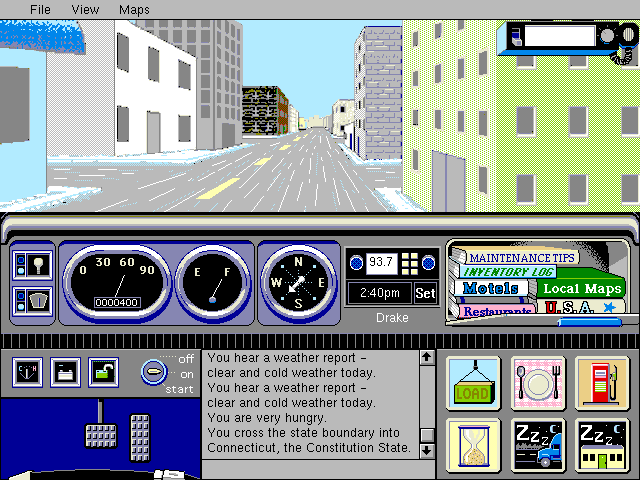 File View Maps
N
30 60
0 90
E F
W E
S
0000400
93.7
2:40pm Set
Drake
MAINTENANCE TIPS
INVENTORY LOG
Motels
Local Maps
Restaurants
U.S.A.
off
on
start
C H
You hear a weather report -
clear and cold weather today.
You hear a weather report -
clear and cold weather today.
You are very hungry.
You cross the state boundary into
Connecticut, the Constitution State.
LOAD
ZZZ
ZZZ